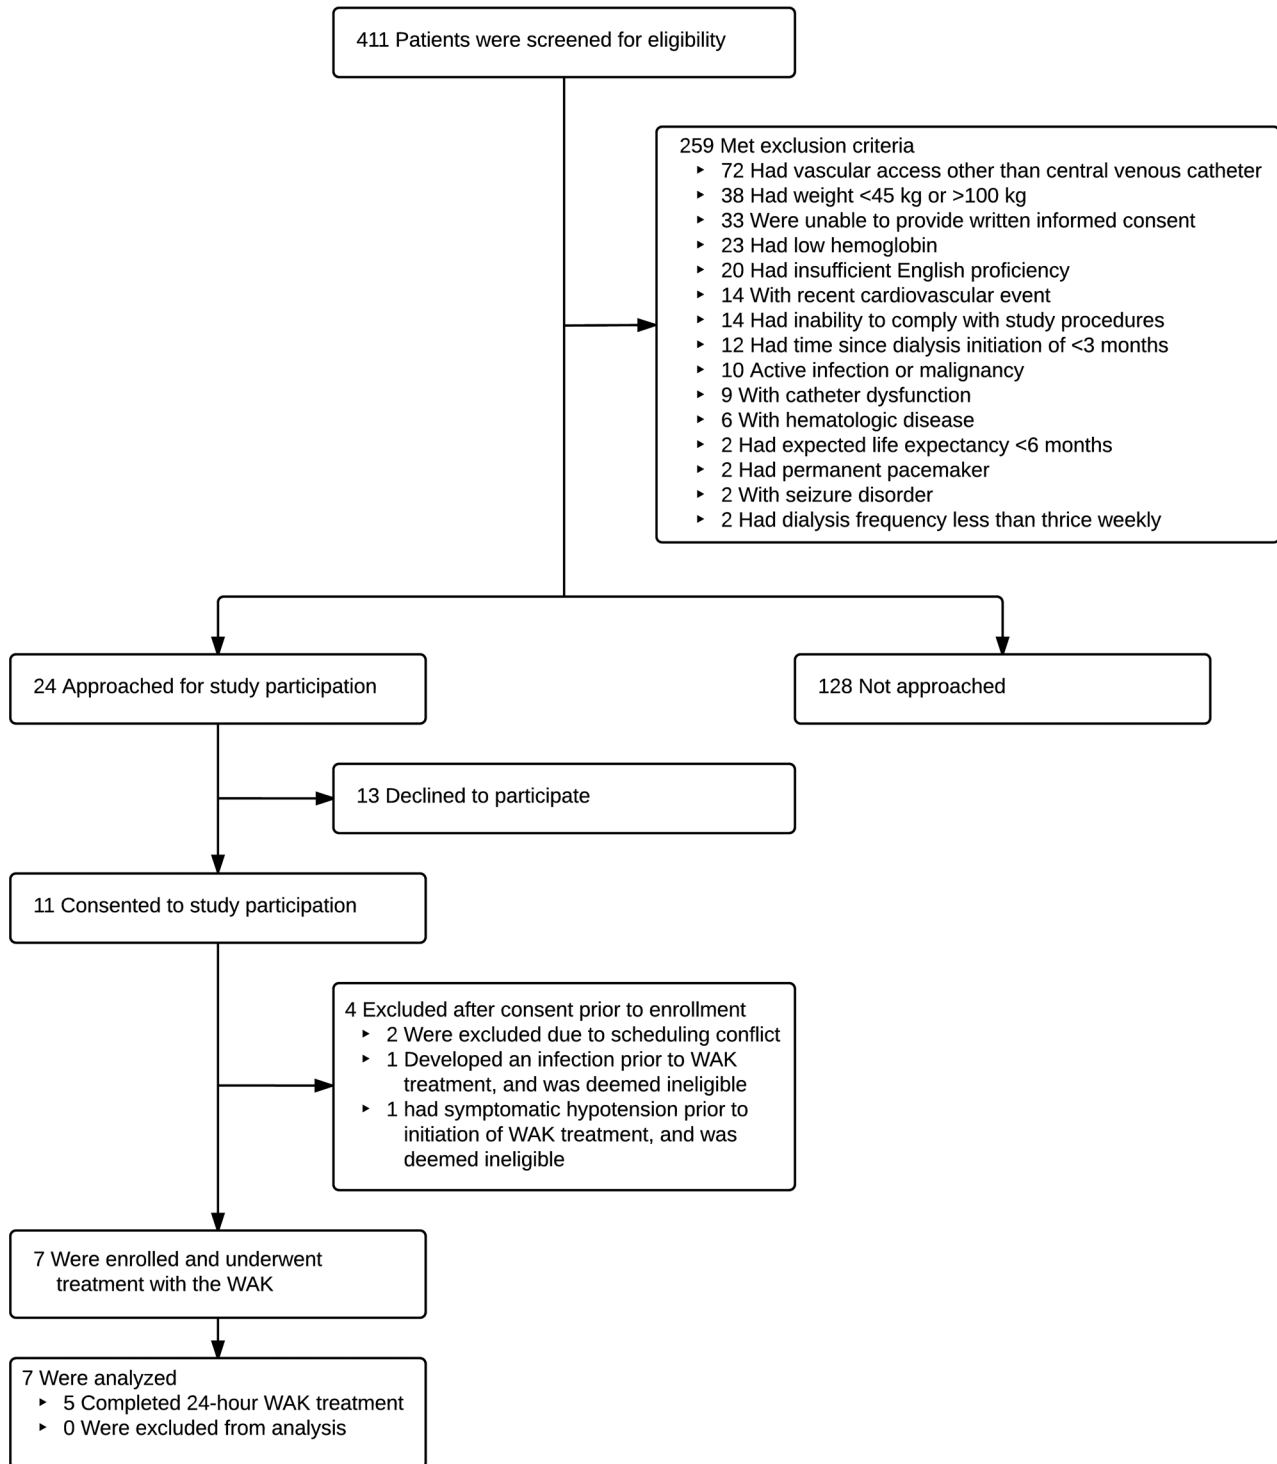 411 Patients were screened for eligibility
259 Met exclusion criteria
‣ 72 Had vascular access other than central venous catheter
‣ 38 Had weight <45 kg or >100 kg
‣ 33 Were unable to provide written informed consent
‣ 23 Had low hemoglobin
‣ 20 Had insufficient English proficiency
‣ 14 With recent cardiovascular event
‣ 14 Had inability to comply with study procedures
‣ 12 Had time since dialysis initiation of <3 months
‣ 10 Active infection or malignancy
‣ 9 With catheter dysfunction
‣ 6 With hematologic disease
‣ 2 Had expected life expectancy <6 months
‣ 2 Had permanent pacemaker
‣ 2 With seizure disorder
‣ 2 Had dialysis frequency less than thrice weekly
24 Approached for study participation
128 Not approached
13 Declined to participate
11 Consented to study participation
4 Excluded after consent prior to enrollment
‣ 2 Were excluded due to scheduling conflict
‣ 1 Developed an infection prior to WAK
treatment, and was deemed ineligible
‣ 1 had symptomatic hypotension prior to
initiation of WAK treatment, and was
deemed ineligible
7 Were enrolled and underwent
treatment with the WAK
7 Were analyzed
‣ 5 Completed 24-hour WAK treatment
‣ 0 Were excluded from analysis